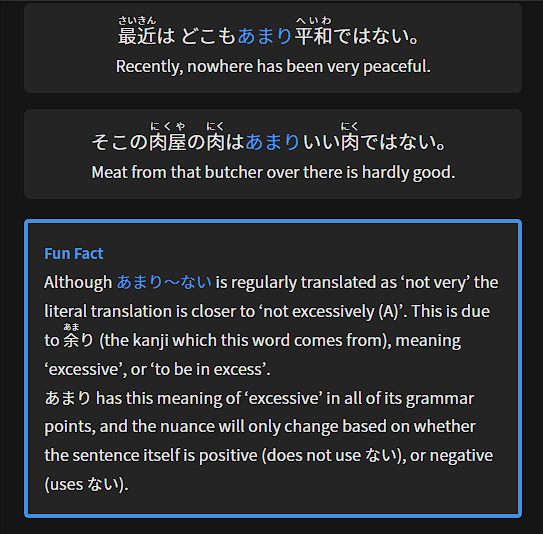 さいきん へいわ
最近は どこもあまり平和ではない。
Recently, nowhere has been very peaceful.
にくや にく にく
そこの肉屋の肉はあまりいい肉ではない。
Meat from that butcher over there is hardly good.
Fun Fact
Although あまり〜ない is regularly translated as ‘not very’ the
literal translation is closer to ‘not excessively (A)’. This is due
あま
to 余り (the kanji which this word comes from), meaning
‘excessive’, or ‘to be in excess’.
あまり has this meaning of ‘excessive’ in all of its grammar
points, and the nuance will only change based on whether
the sentence itself is positive (does not use ない), or negative
(uses ない).